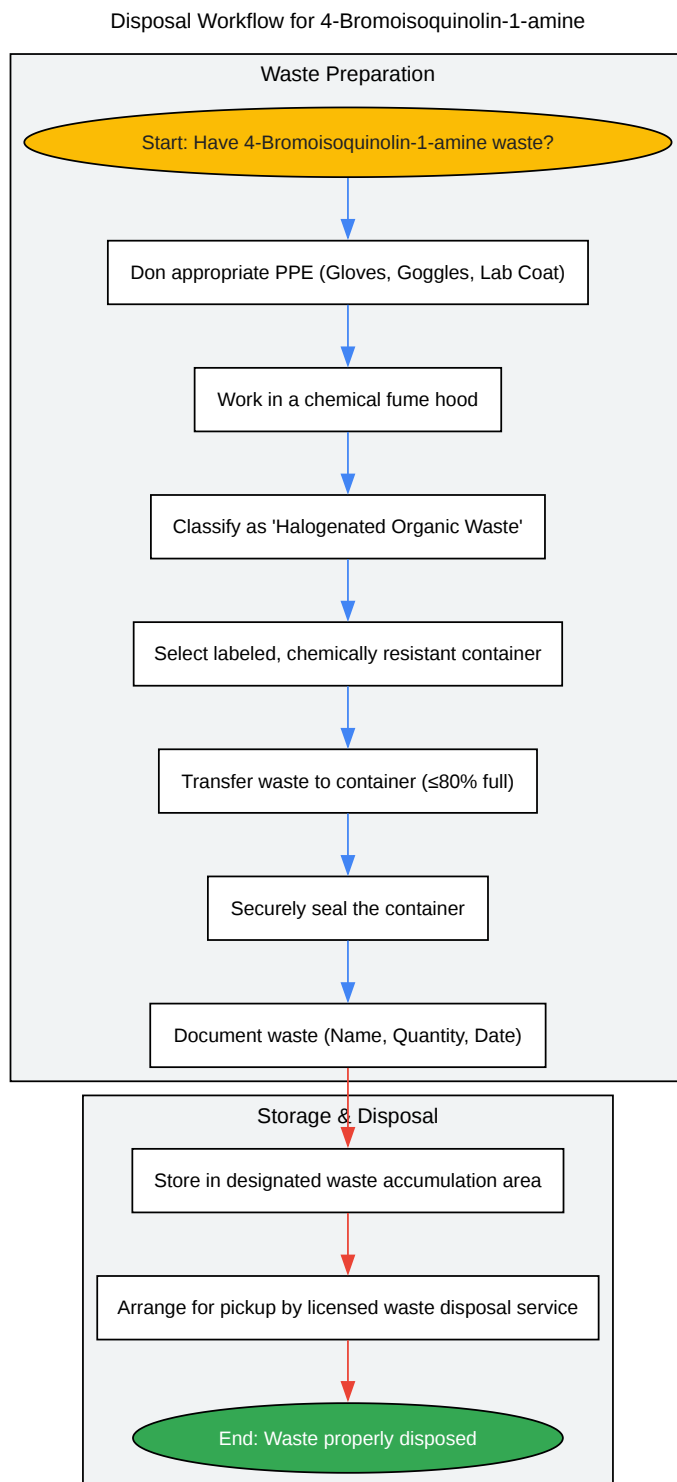 Disposal Workflow for 4-Bromoisoquinolin-1-amine
Waste Preparation
Start: Have 4-Bromoisoquinolin-1-amine waste?
Don appropriate PPE (Gloves, Goggles, Lab Coat)
Work in a chemical fume hood
Classify as 'Halogenated Organic Waste'
Select labeled, chemically resistant container
Transfer waste to container (≤80% full)
Securely seal the container
Document waste (Name, Quantity, Date)
Storage & Disposal
Store in designated waste accumulation area
Arrange for pickup by licensed waste disposal service
End: Waste properly disposed